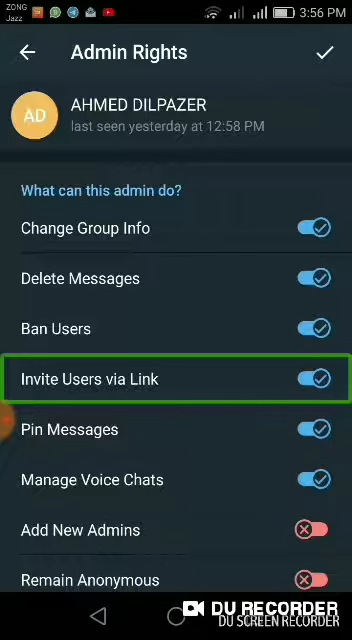 ZONG
Jazz
3:56 PM
Admin Rights
AD
AHMED DILPAZER
last seen yesterday at 12:58 PM
What can this admin do?
Change Group Info
Delete Messages
Ban Users
Invite Users via Link
Pin Messages
Manage Voice Chats
Add New Admins
Remain Anonymous
DU RECORDER
DU SCREEN RECORDER